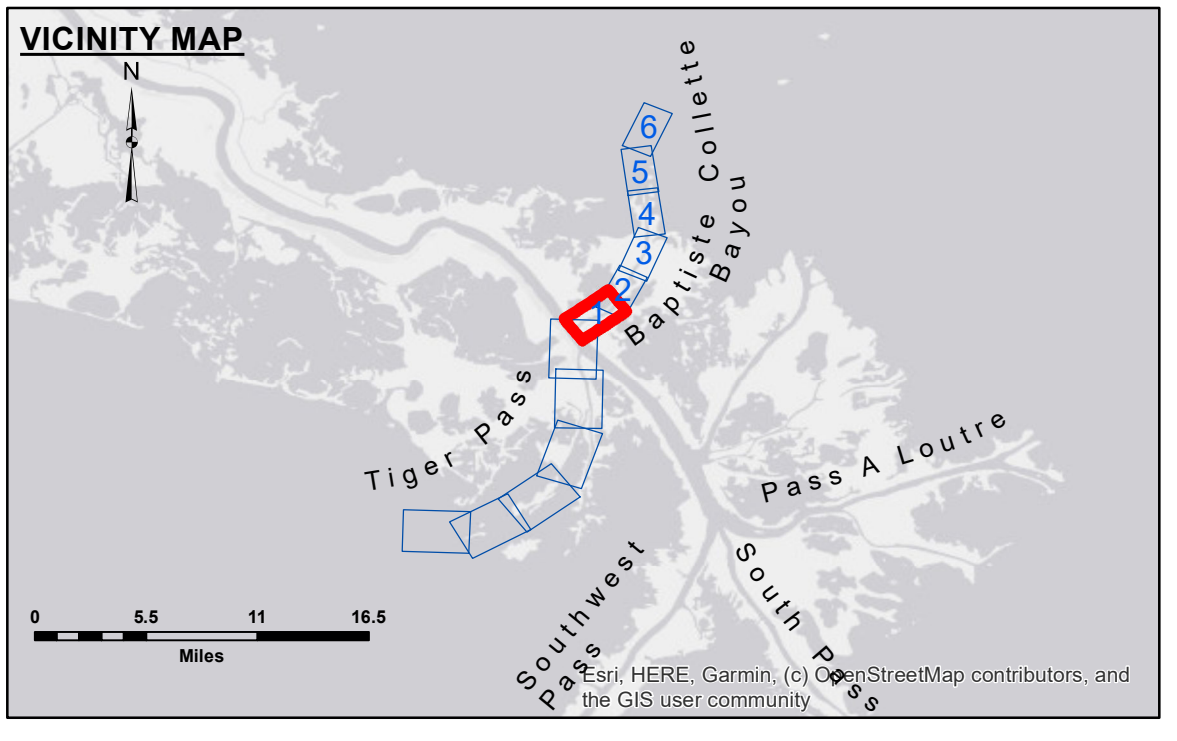 VICINITY MAP
N
6
5
4
3
2
1
Baptiste Collette
Bayou
Tiger Pass
Pass A Loutre
Southwest
Pass
South Pass
0 5.5 11 16.5
Miles
Esri, HERE, Garmin, (c) OpenStreetMap contributors, and
the GIS user community